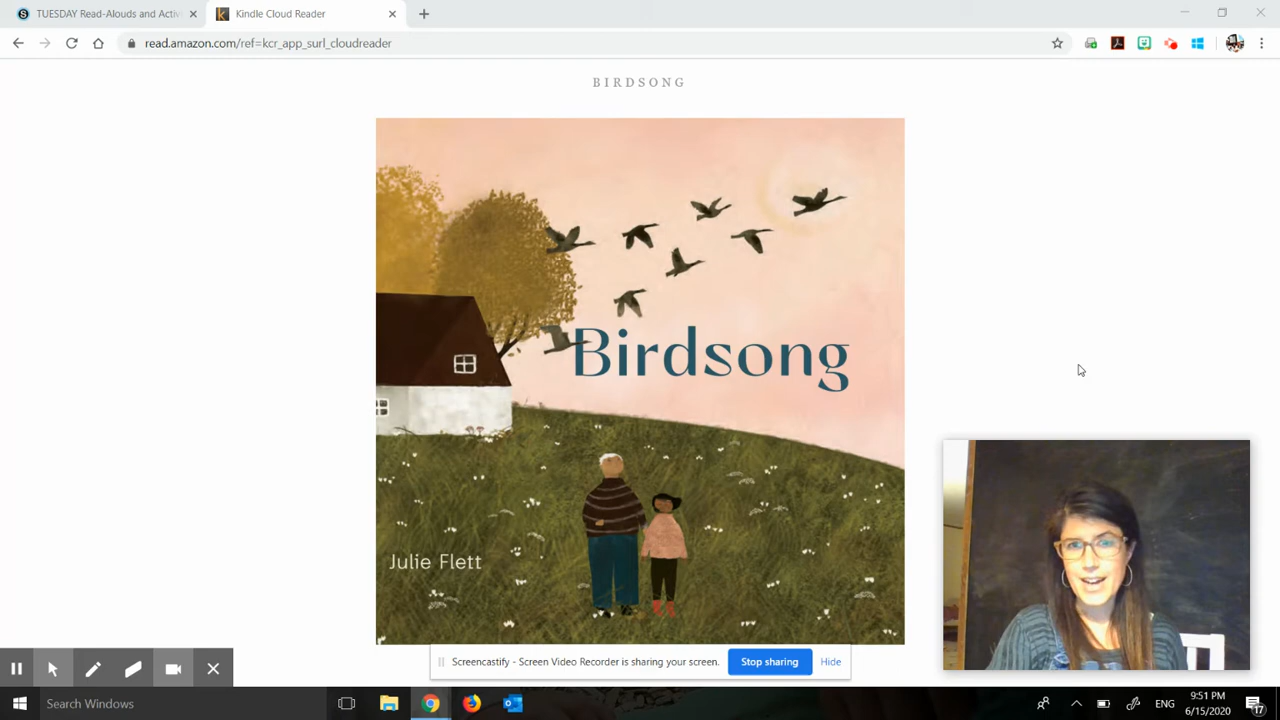 TUESDAY Read-Alouds and Activ
Kindle Cloud Reader
read.amazon.com/ref=kcr_app_surl_cloudreader
BIRDSONG
Birdsong
Julie Flett
Screencastify - Screen Video Recorder is sharing your screen.
Stop sharing
Hide
Search Windows
ENG
9:51 PM
6/15/2020
17